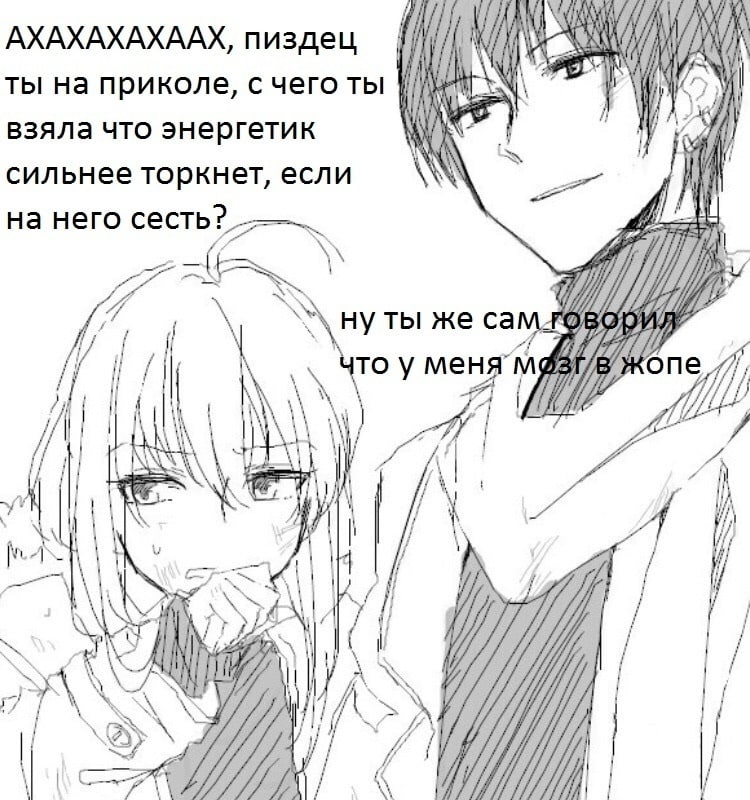 АХАХАХАХААХ, пиздец
ты на приколе, с чего ты
взяла что энергетик
сильнее торкнет, если
на него сесть?
ну ты же сам говорил
что у меня мозг в жопе